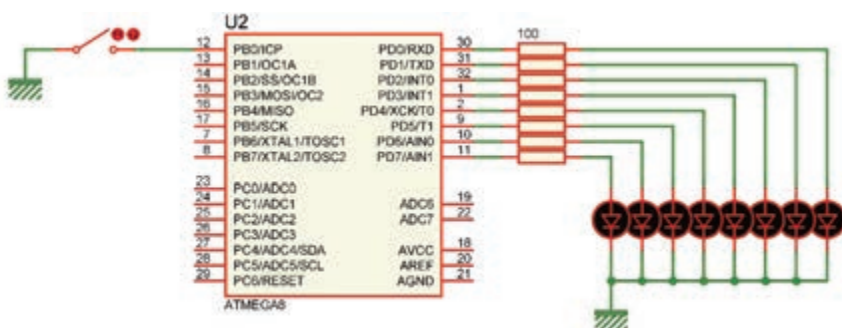 U2
100
12 PB0/ICP PD0/RXD 30
13 PB1/OC1A PD1/TXD 31
14 PB2/SS/OC1B PD2/INT0 32
15 PB3/MOSI/OC2 PD3/INT1 1
16 PB4/MISO PD4/XCK/T0 2
17 PB5/SCK PD5/T1 9
7 PB6/XTAL1/TOSC1 PD6/AIN0 10
8 PB7/XTAL2/TOSC2 PD7/AIN1 11
23 PC0/ADC0
24 PC1/ADC1 ADC6 19
25 PC2/ADC2 ADC7 22
26 PC3/ADC3
27 PC4/ADC4/SDA AVCC 18
28 PC5/ADC5/SCL AREF 20
29 PC6/RESET AGND 21
ATMEGA8